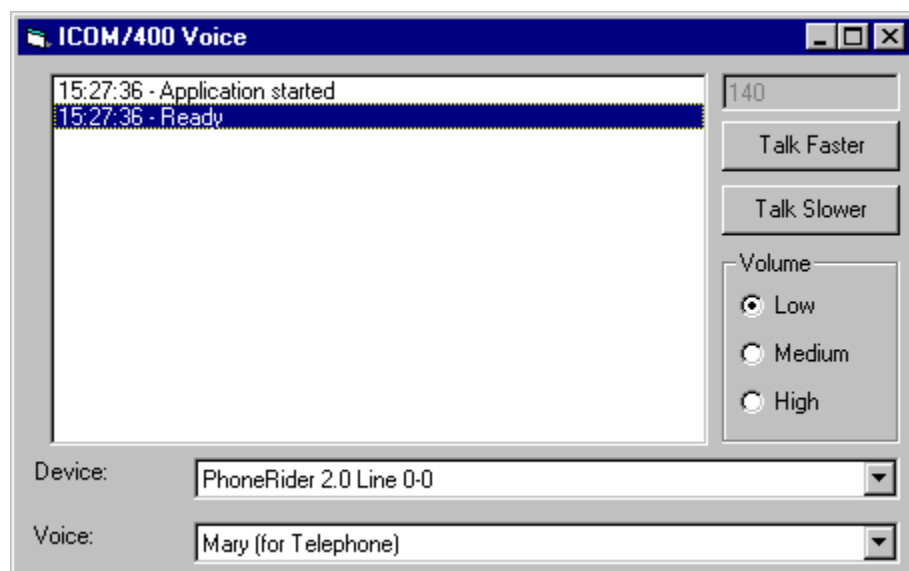 ICOM/400 Voice
15:27:36 - Application started
15:27:36 - Ready
140
Talk Faster
Talk Slower
Volume
Low
Medium
High
Device:
PhoneRider 2.0 Line 0-0
Voice:
Mary (for Telephone)